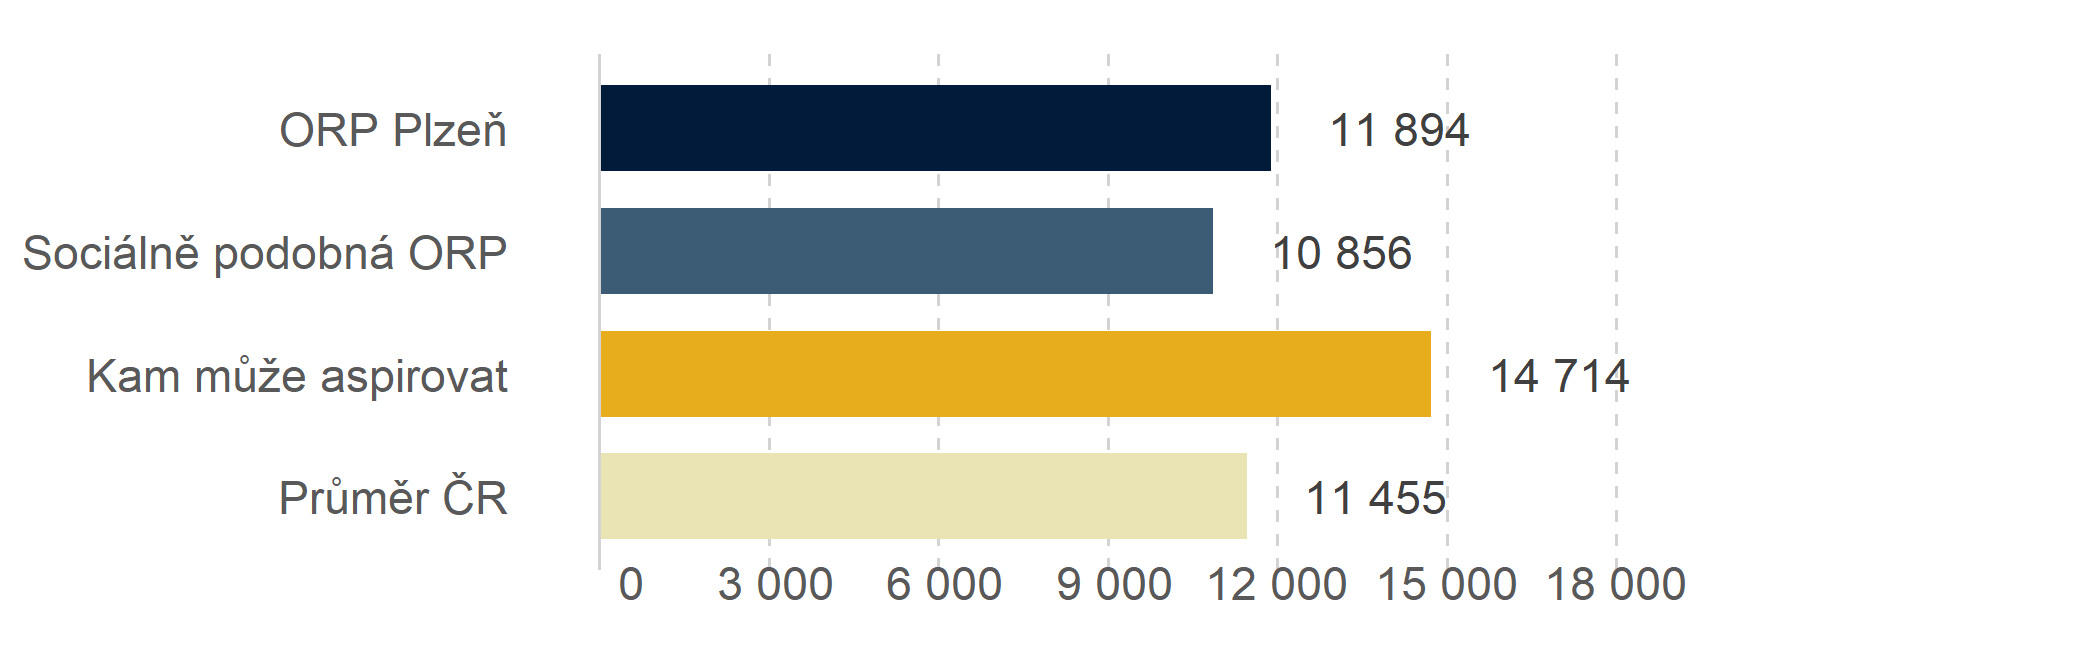 ORP Plzeň 11 894
Sociálně podobná ORP 10 856
Kam může aspirovat 14 714
Průměr ČR 11 455
0 3 000 6 000 9 000 12 000 15 000 18 000